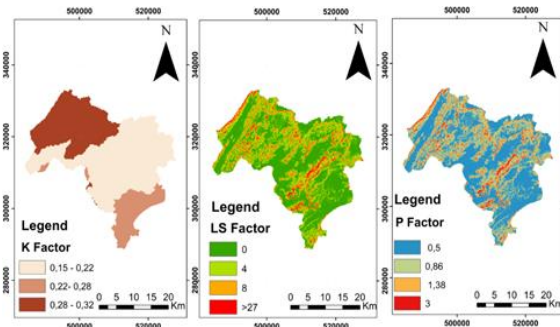 500000 520000
N
340000
320000
300000
280000
Legend
K Factor
0,15 - 0,22
0,22 - 0,28
0,28 - 0,32
0 5 10 15 20
Km
500000 520000
500000 520000
N
340000
320000
300000
280000
Legend
LS Factor
0
4
8
>27
0 5 10 15 20
Km
500000 520000
500000 520000
N
340000
320000
300000
280000
Legend
P Factor
0,5
0,86
1,38
3
0 5 10 15 20
Km
500000 520000